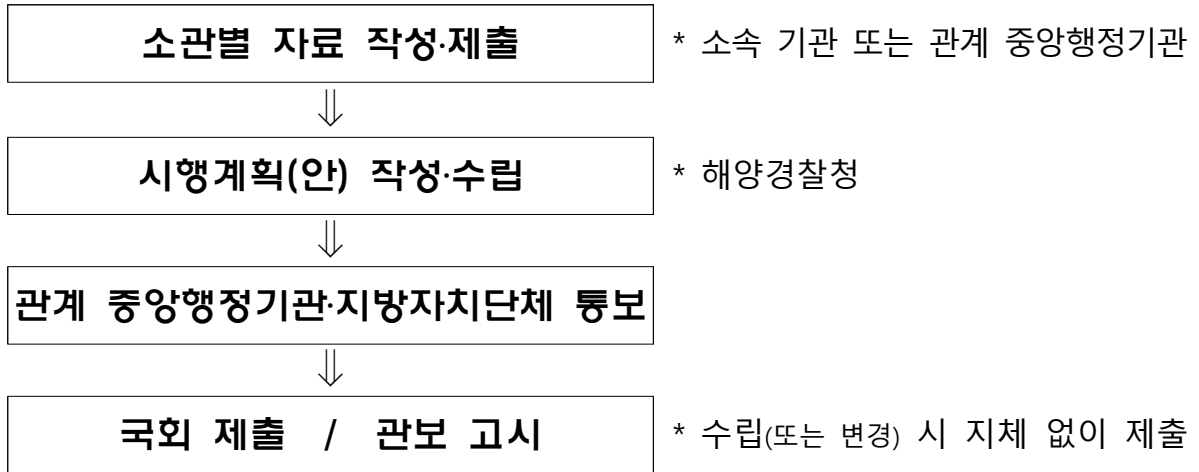 소관별 자료 작성·제출 * 소속 기관 또는 관계 중앙행정기관
⇓
시행계획(안) 작성·수립 * 해양경찰청
⇓
관계 중앙행정기관·지방자치단체 통보
⇓
국회 제출 / 관보 고시 * 수립(또는 변경) 시 지체 없이 제출